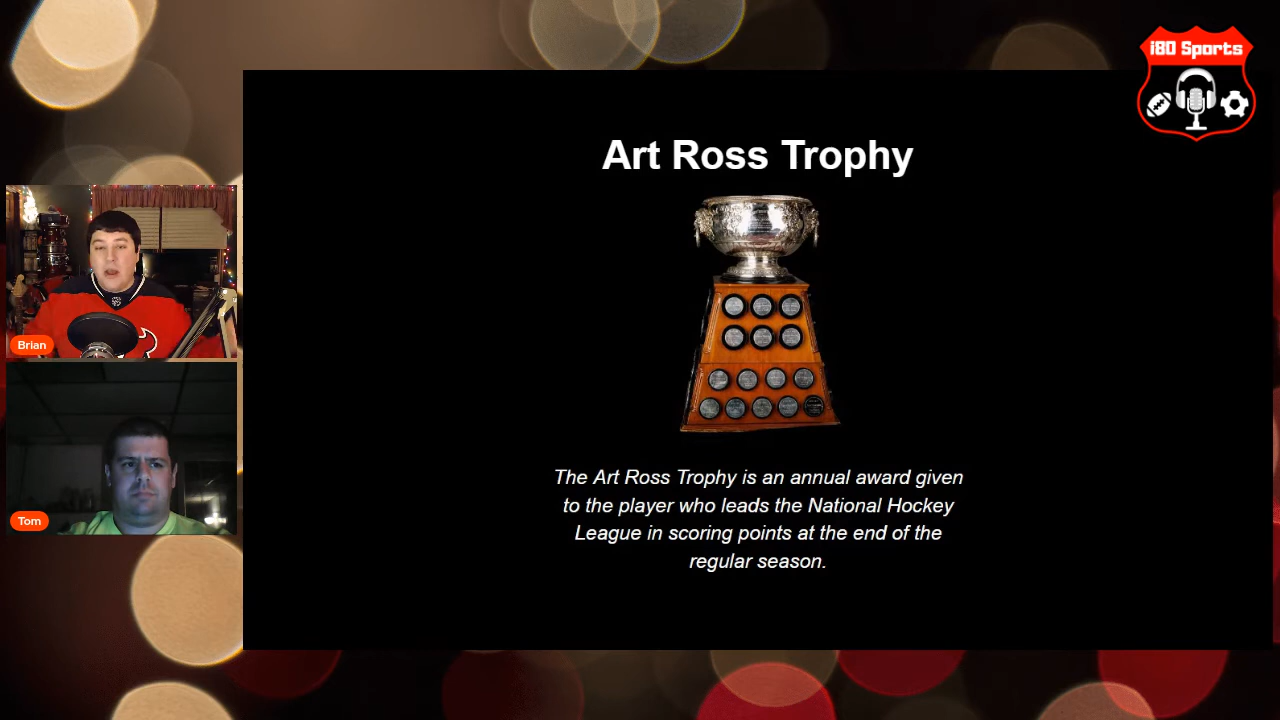 i80 Sports
Art Ross Trophy
The Art Ross Trophy is an annual award given
to the player who leads the National Hockey
League in scoring points at the end of the
regular season.
Brian
Tom